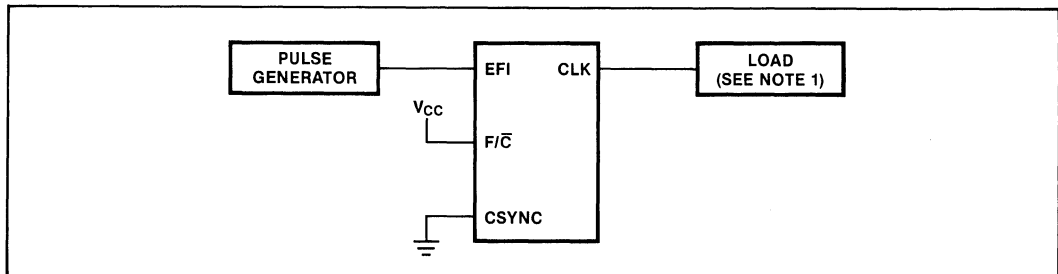 PULSE
GENERATOR
EFI
CLK
LOAD
(SEE NOTE 1)
VCC
F/C̅
CSYNC